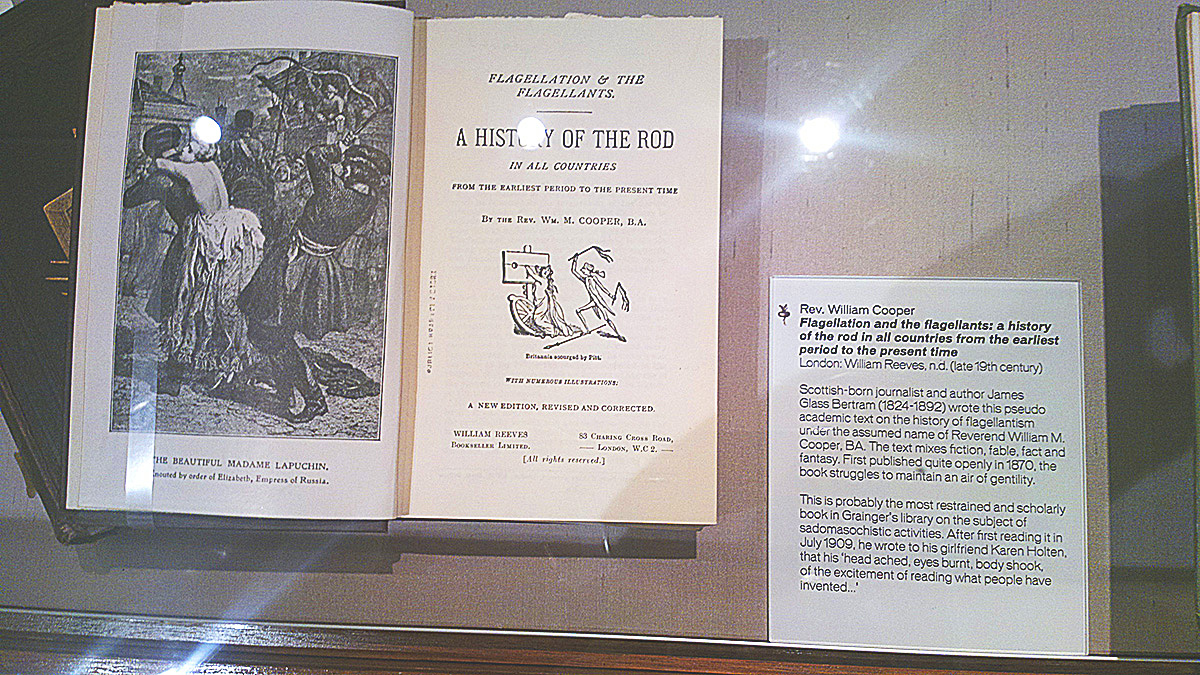 THE BEAUTIFUL MADAME LAPUCHIN.
Knouted by order of Elizabeth, Empress of Russia.
FLAGELLATION & THE
FLAGELLANTS.
A HISTORY OF THE ROD
IN ALL COUNTRIES
FROM THE EARLIEST PERIOD TO THE PRESENT TIME
BY THE REV. WM. M. COOPER, B.A.
Britannia scourged by Pitt.
WITH NUMEROUS ILLUSTRATIONS:
A NEW EDITION, REVISED AND CORRECTED.
WILLIAM REEVES
BOOKSELLER LIMITED.
83 CHARING CROSS ROAD,
— LONDON, W.C 2. —
[All rights reserved.]
Rev. William Cooper
Flagellation and the flagellants: a history
of the rod in all countries from the earliest
period to the present time
London: William Reeves, n.d. (late 19th century)
Scottish-born journalist and author James
Glass Bertram (1824-1892) wrote this pseudo
academic text on the history of flagellantism
under the assumed name of Reverend William M.
Cooper, BA. The text mixes fiction, fable, fact and
fantasy. First published quite openly in 1870, the
book struggles to maintain an air of gentility.
This is probably the most restrained and scholarly
book in Grainger's library on the subject of
sadomasochistic activities. After first reading it in
July 1909, he wrote to his girlfriend Karen Holten,
that his 'head ached, eyes burnt, body shook,
of the excitement of reading what people have
invented...'